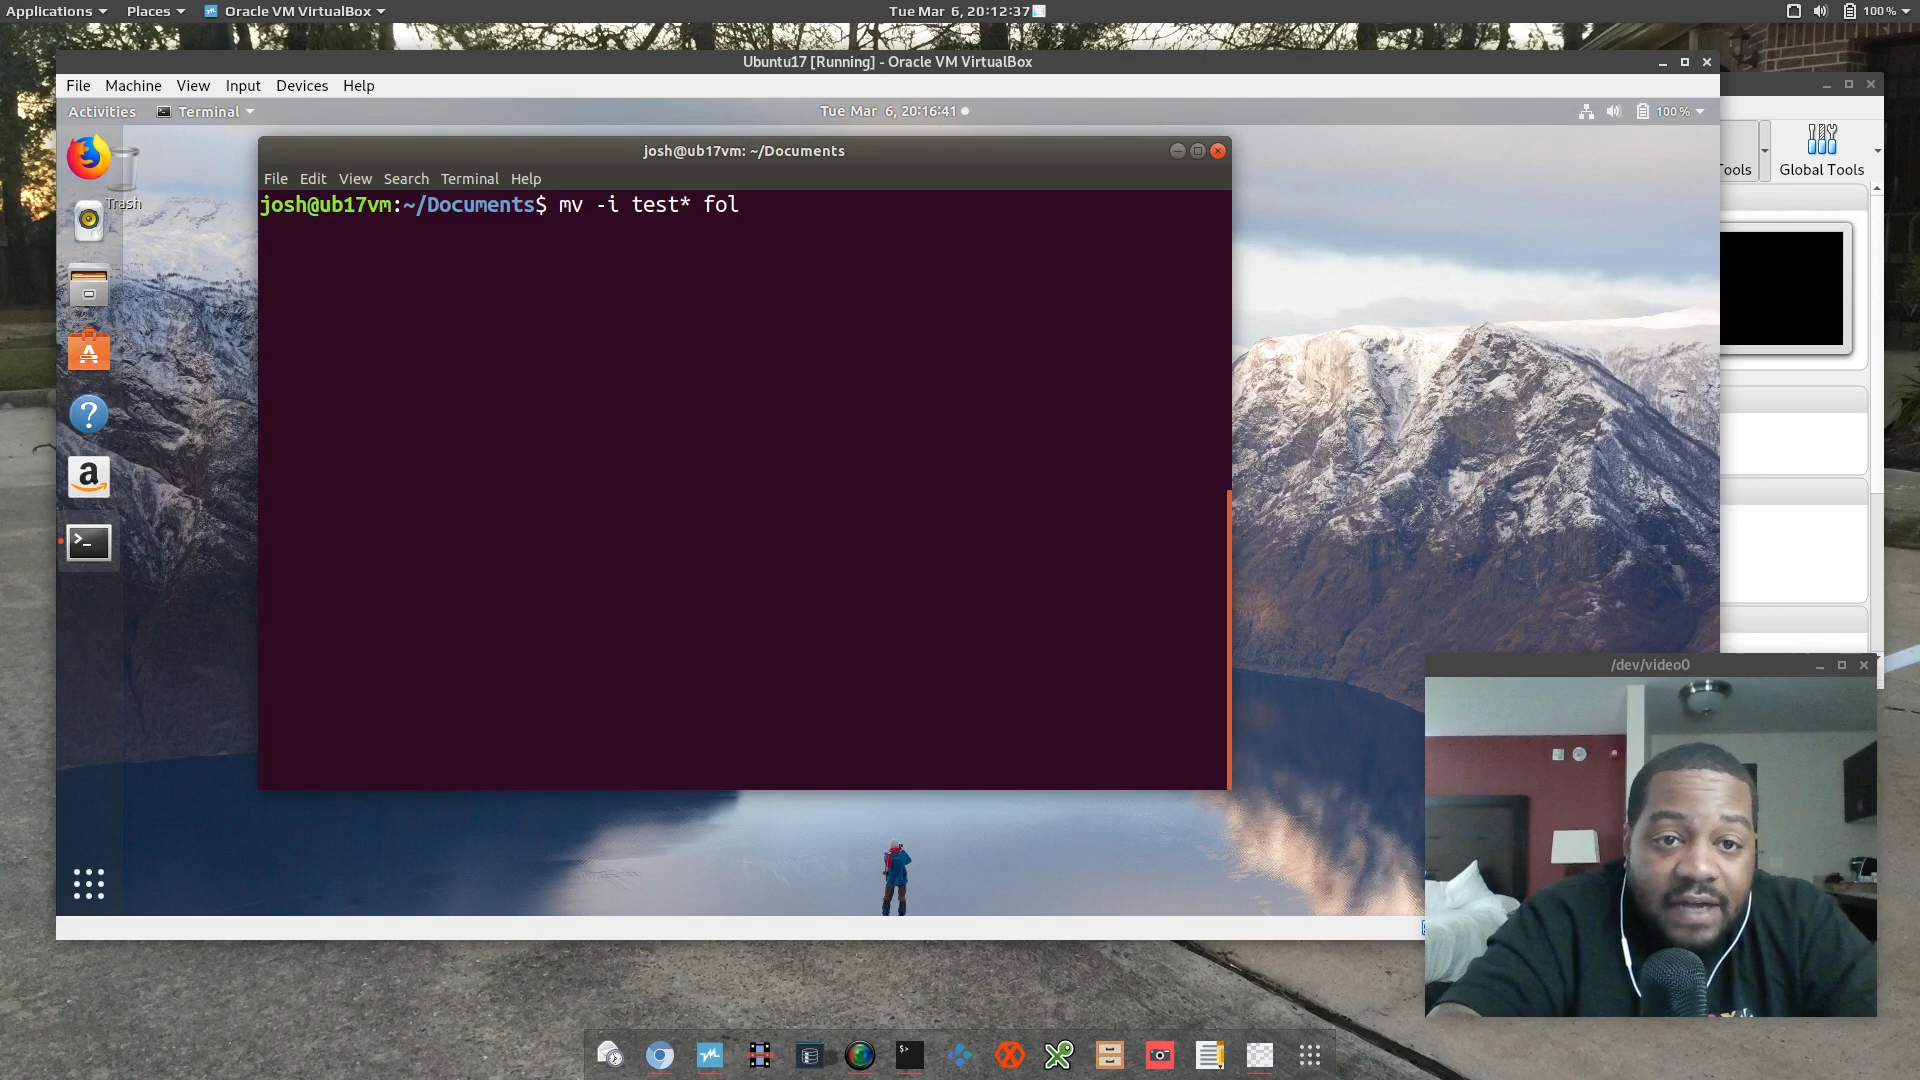 Applications Places Oracle VM VirtualBox Tue Mar 6, 20:12:37 100%
Ubuntu17 [Running] - Oracle VM VirtualBox
File Machine View Input Devices Help
Activities Terminal Tue Mar 6, 20:16:41 100%
josh@ub17vm: ~/Documents
File Edit View Search Terminal Help
josh@ub17vm:~/Documents$ mv -i test* fol
Trash
ools Global Tools
/dev/video0